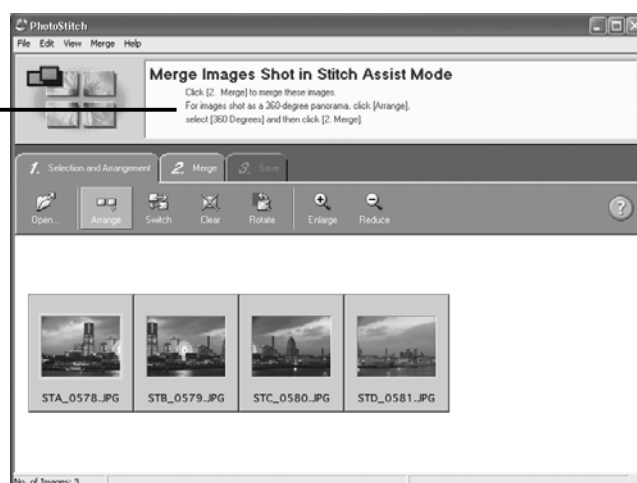 PhotoStitch
File Edit View Merge Help
Merge Images Shot in Stitch Assist Mode
Click [2. Merge] to merge these images.
For images shot as a 360-degree panorama, click [Arrange],
select [360 Degrees] and then click [2. Merge].
1. Selection and Arrangement 2. Merge 3. Save
Open... Arrange Switch Clear Rotate Enlarge Reduce ?
STA_0578.JPG STB_0579.JPG STC_0580.JPG STD_0581.JPG
No. of Images: 3